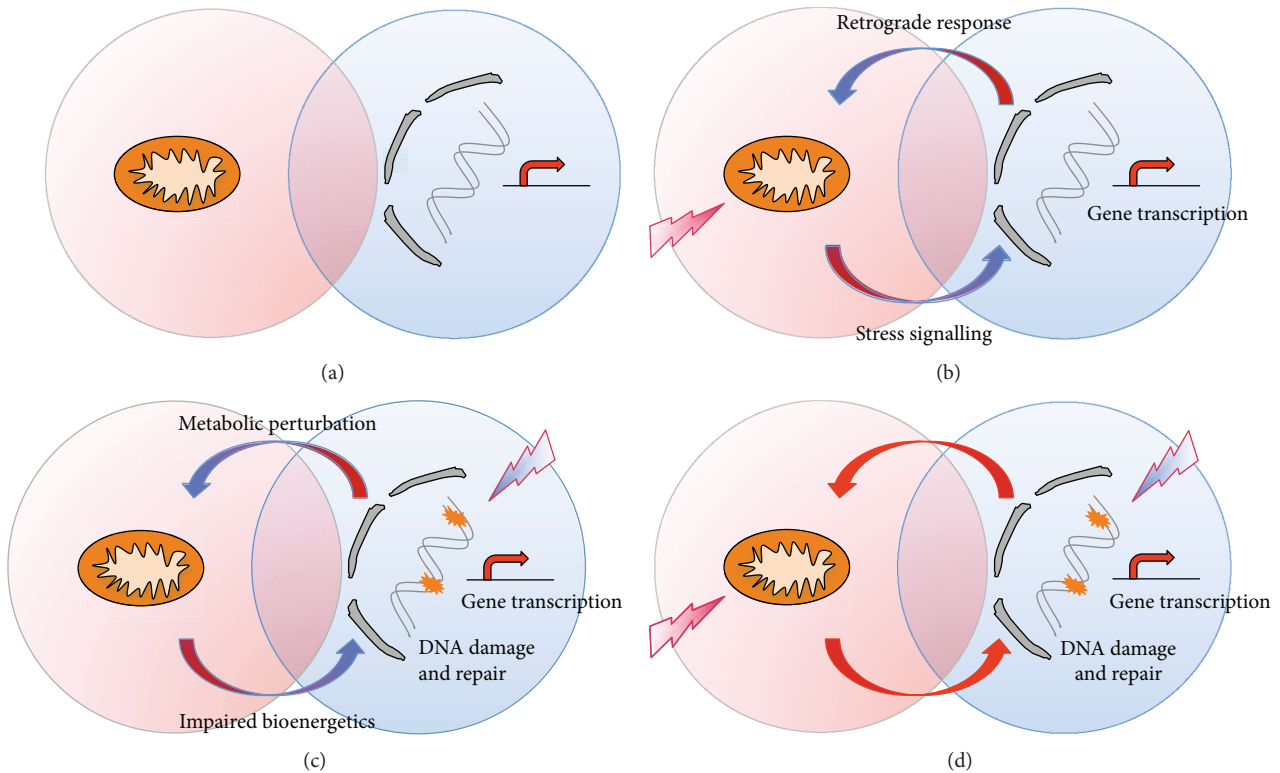 (a)
Retrograde response
Gene transcription
Stress signalling
(b)
Metabolic perturbation
Gene transcription
DNA damage
and repair
Impaired bioenergetics
(c)
Gene transcription
DNA damage
and repair
(d)